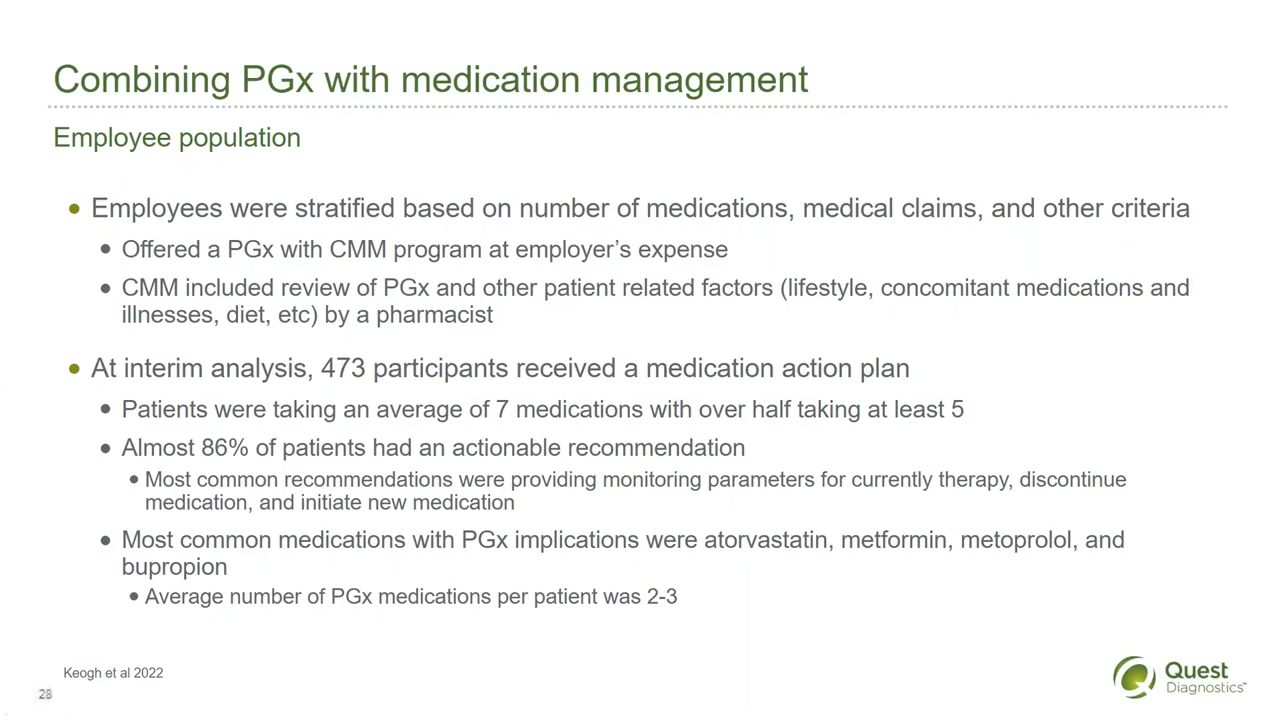 Combining PGx with medication management
Employee population
• Employees were stratified based on number of medications, medical claims, and other criteria
• Offered a PGx with CMM program at employer's expense
• CMM included review of PGx and other patient related factors (lifestyle, concomitant medications and
illnesses, diet, etc) by a pharmacist
• At interim analysis, 473 participants received a medication action plan
• Patients were taking an average of 7 medications with over half taking at least 5
• Almost 86% of patients had an actionable recommendation
• Most common recommendations were providing monitoring parameters for currently therapy, discontinue
medication, and initiate new medication
• Most common medications with PGx implications were atorvastatin, metformin, metoprolol, and
bupropion
• Average number of PGx medications per patient was 2-3
Keogh et al 2022
28
Quest
Diagnostics™